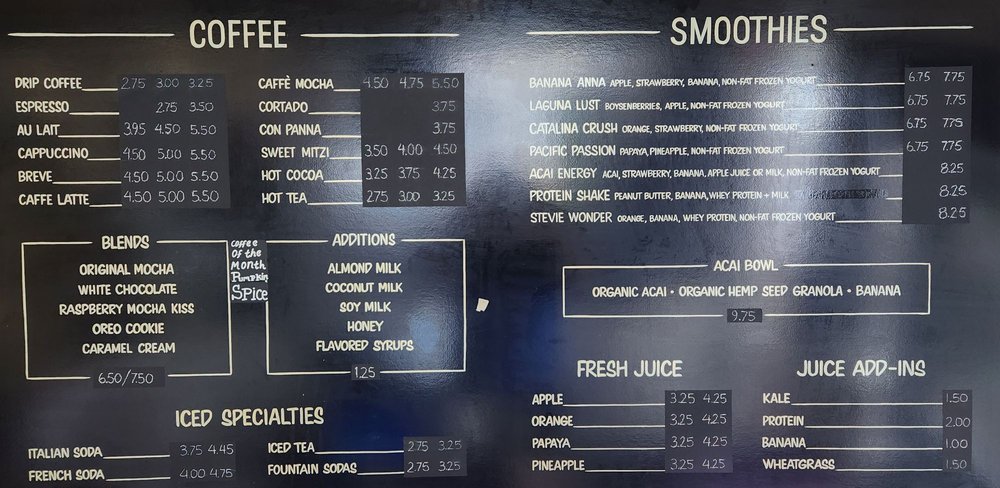 COFFEE
DRIP COFFEE 2.75 3.00 3.25
ESPRESSO 2.75 3.50
AU LAIT 3.95 4.50 5.50
CAPPUCCINO 4.50 5.00 5.50
BREVE 4.50 5.00 5.50
CAFFE LATTE 4.50 5.00 5.50
CAFFÈ MOCHA 4.50 4.75 5.50
CORTADO 3.75
CON PANNA 3.75
SWEET MITZI 3.50 4.00 4.50
HOT COCOA 3.25 3.75 4.25
HOT TEA 2.75 3.00 3.25
BLENDS
ORIGINAL MOCHA
WHITE CHOCOLATE
RASPBERRY MOCHA KISS
OREO COOKIE
CARAMEL CREAM
6.50/7.50
Coffee
Of the
Month
Pumpkin
Spice
ADDITIONS
ALMOND MILK
COCONUT MILK
SOY MILK
HONEY
FLAVORED SYRUPS
1.25
ICED SPECIALTIES
ITALIAN SODA 3.75 4.45
FRENCH SODA 4.00 4.75
ICED TEA 2.75 3.25
FOUNTAIN SODAS 2.75 3.25
SMOOTHIES
BANANA ANNA APPLE, STRAWBERRY, BANANA, NON-FAT FROZEN YOGURT 6.75 7.75
LAGUNA LUST BOYSENBERRIES, APPLE, NON-FAT FROZEN YOGURT 6.75 7.75
CATALINA CRUSH ORANGE, STRAWBERRY, NON-FAT FROZEN YOGURT 6.75 7.75
PACIFIC PASSION PAPAYA, PINEAPPLE, NON-FAT FROZEN YOGURT 6.75 7.75
ACAI ENERGY ACAI, STRAWBERRY, BANANA, APPLE JUICE OR MILK, NON-FAT FROZEN YOGURT 8.25
PROTEIN SHAKE PEANUT BUTTER, BANANA, WHEY PROTEIN + MILK 8.25
STEVIE WONDER ORANGE, BANANA, WHEY PROTEIN, NON-FAT FROZEN YOGURT 8.25
ACAI BOWL
ORGANIC ACAI • ORGANIC HEMP SEED GRANOLA • BANANA
9.75
FRESH JUICE
APPLE 3.25 4.25
ORANGE 3.25 4.25
PAPAYA 3.25 4.25
PINEAPPLE 3.25 4.25
JUICE ADD-INS
KALE 1.50
PROTEIN 2.00
BANANA 1.00
WHEATGRASS 1.50